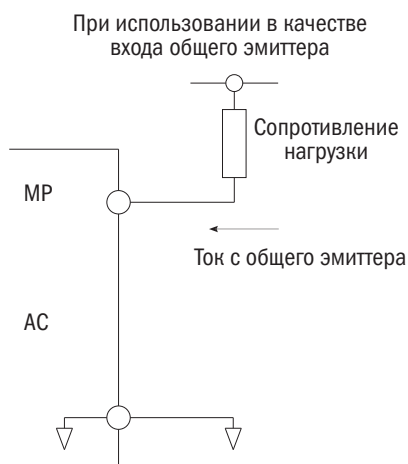 При использовании в качестве
входа общего эмиттера
Сопротивление
нагрузки
MP
Ток с общего эмиттера
AC